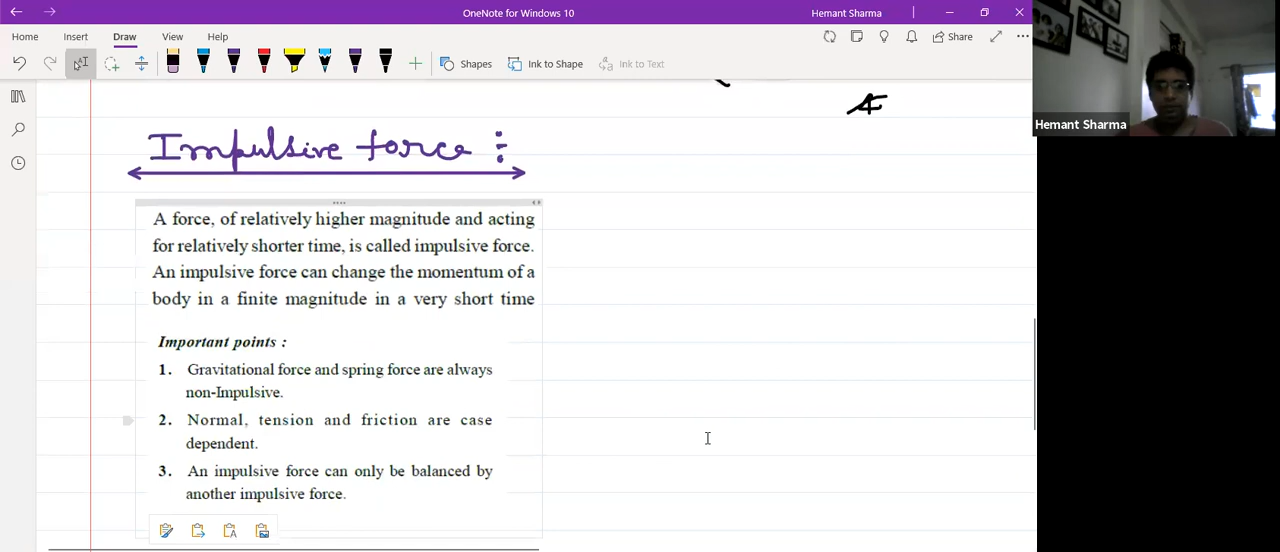 OneNote for Windows 10
Hemant Sharma
Home Insert Draw View Help
Share
Shapes
Ink to Shape
Ink to Text
Hemant Sharma
Impulsive force :
A force, of relatively higher magnitude and acting
for relatively shorter time, is called impulsive force.
An impulsive force can change the momentum of a
body in a finite magnitude in a very short time
Important points :
1. Gravitational force and spring force are always
non-Impulsive.
2. Normal, tension and friction are case
dependent.
3. An impulsive force can only be balanced by
another impulsive force.